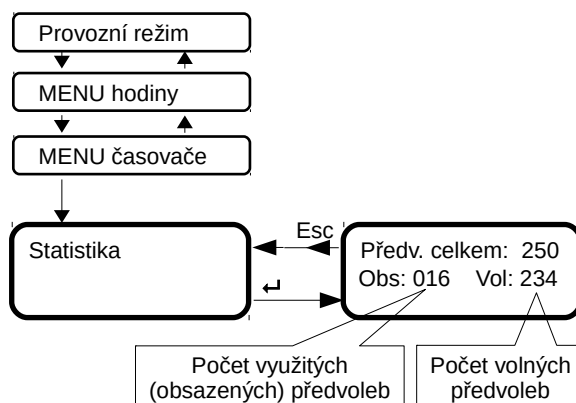 Provozní režim
MENU hodiny
MENU časovače
Statistika
Esc
Předv. celkem: 250
Obs: 016 Vol: 234
Počet využitých
(obsazených) předvoleb
Počet volných
předvoleb